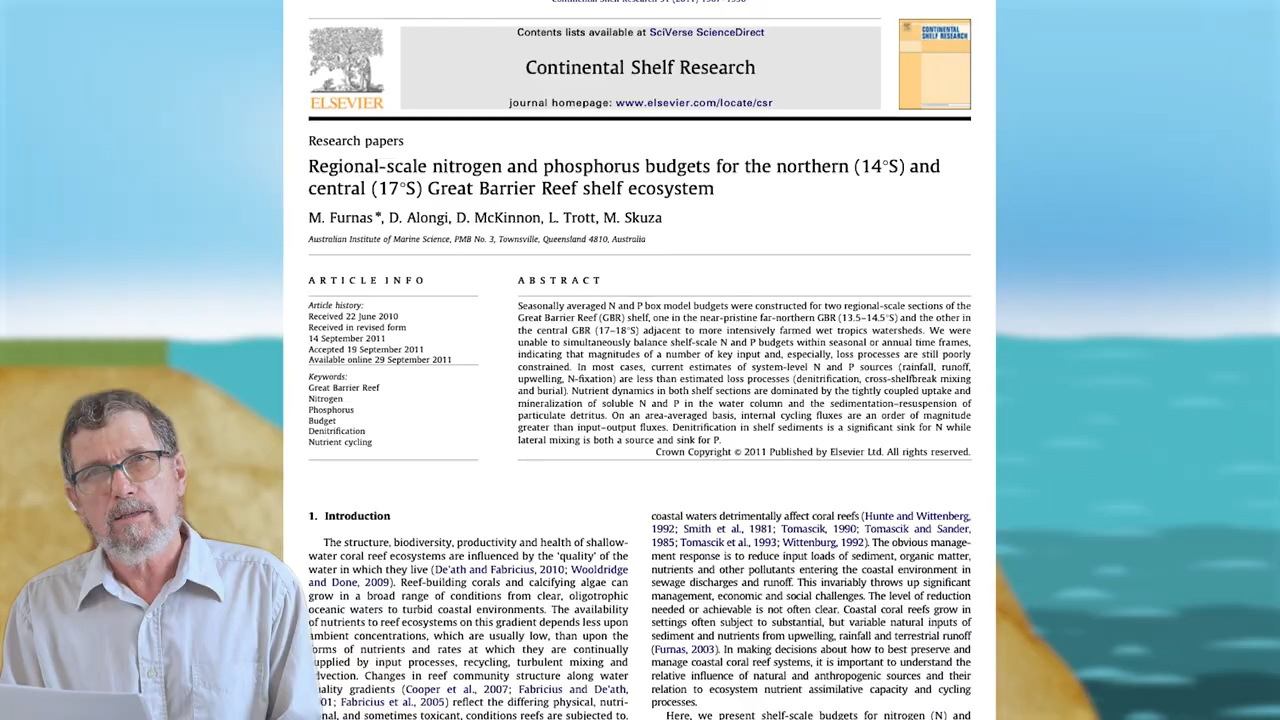 Contents lists available at SciVerse ScienceDirect
Continental Shelf Research
journal homepage: www.elsevier.com/locate/csr
ELSEVIER
CONTINENTAL
SHELF RESEARCH
Research papers
Regional-scale nitrogen and phosphorus budgets for the northern (14°S) and
central (17°S) Great Barrier Reef shelf ecosystem
M. Furnas *, D. Alongi, D. McKinnon, L. Trott, M. Skuza
Australian Institute of Marine Science, PMB No. 3, Townsville, Queensland 4810, Australia
ARTICLE INFO
Article history:
Received 22 June 2010
Received in revised form
14 September 2011
Accepted 19 September 2011
Available online 29 September 2011
Keywords:
Great Barrier Reef
Nitrogen
Phosphorus
Budget
Denitrification
Nutrient cycling
ABSTRACT
Seasonally averaged N and P box model budgets were constructed for two regional-scale sections of the
Great Barrier Reef (GBR) shelf, one in the near-pristine far-northern GBR (13.5–14.5°S) and the other in
the central GBR (17–18°S) adjacent to more intensively farmed wet tropics watersheds. We were
unable to simultaneously balance shelf-scale N and P budgets within seasonal or annual time frames,
indicating that magnitudes of a number of key input and, especially, loss processes are still poorly
constrained. In most cases, current estimates of system-level N and P sources (rainfall, runoff,
upwelling, N-fixation) are less than estimated loss processes (denitrification, cross-shelfbreak mixing
and burial). Nutrient dynamics in both shelf sections are dominated by the tightly coupled uptake and
mineralization of soluble N and P in the water column and the sedimentation-resuspension of
particulate detritus. On an area-averaged basis, internal cycling fluxes are an order of magnitude
greater than input–output fluxes. Denitrification in shelf sediments is a significant sink for N while
lateral mixing is both a source and sink for P.
Crown Copyright © 2011 Published by Elsevier Ltd. All rights reserved.
1. Introduction
The structure, biodiversity, productivity and health of shallow-
water coral reef ecosystems are influenced by the 'quality' of the
water in which they live (De'ath and Fabricius, 2010; Wooldridge
and Done, 2009). Reef-building corals and calcifying algae can
grow in a broad range of conditions from clear, oligotrophic
oceanic waters to turbid coastal environments. The availability
of nutrients to reef ecosystems on this gradient depends less upon
ambient concentrations, which are usually low, than upon the
forms of nutrients and rates at which they are continually
supplied by input processes, recycling, turbulent mixing and
dvection. Changes in reef community structure along water
uality gradients (Cooper et al., 2007; Fabricius and De'ath,
01; Fabricius et al., 2005) reflect the differing physical, nutri-
nal, and sometimes toxicant, conditions reefs are subjected to.
coastal waters detrimentally affect coral reefs (Hunte and Wittenberg,
1992; Smith et al., 1981; Tomascik, 1990; Tomascik and Sander,
1985; Tomascik et al., 1993; Wittenburg, 1992). The obvious manage-
ment response is to reduce input loads of sediment, organic matter,
nutrients and other pollutants entering the coastal environment in
sewage discharges and runoff. This invariably throws up significant
management, economic and social challenges. The level of reduction
needed or achievable is not often clear. Coastal coral reefs grow in
settings often subject to substantial, but variable natural inputs of
sediment and nutrients from upwelling, rainfall and terrestrial runoff
(Furnas, 2003). In making decisions about how to best preserve and
manage coastal coral reef systems, it is important to understand the
relative influence of natural and anthropogenic sources and their
relation to ecosystem nutrient assimilative capacity and cycling
processes.
Here, we present shelf-scale budgets for nitrogen (N) and